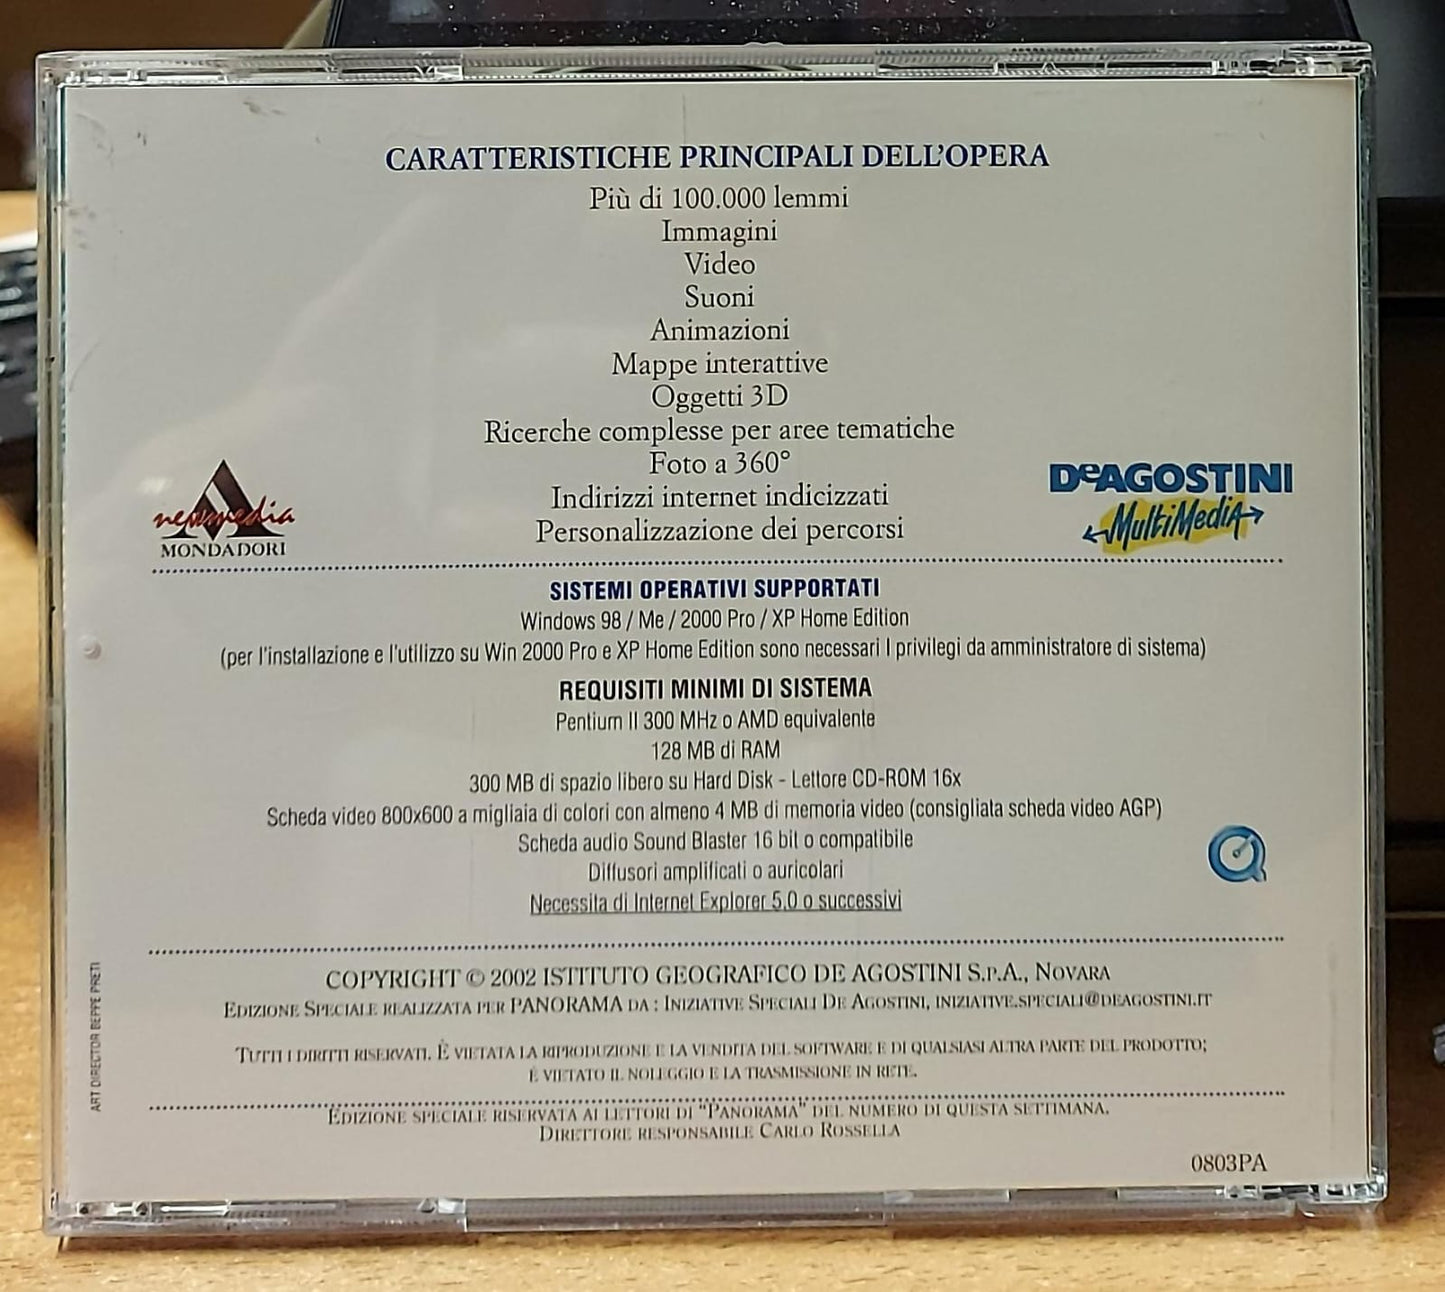 CARATTERISTICHE PRINCIPALI DELL'OPERA
Più di 100.000 lemmi
Immagini
Video
Suoni
Animazioni
Mappe interattive
Oggetti 3D
Ricerche complesse per aree tematiche
Foto a 360°
Indirizzi internet indicizzati
Personalizzazione dei percorsi
newmedia
MONDADORI
DeAGOSTINI
MultiMediA
SISTEMI OPERATIVI SUPPORTATI
Windows 98 / Me / 2000 Pro / XP Home Edition
(per l'installazione e l'utilizzo su Win 2000 Pro e XP Home Edition sono necessari I privilegi da amministratore di sistema)
REQUISITI MINIMI DI SISTEMA
Pentium II 300 MHz o AMD equivalente
128 MB di RAM
300 MB di spazio libero su Hard Disk - Lettore CD-ROM 16x
Scheda video 800x600 a migliaia di colori con almeno 4 MB di memoria video (consigliata scheda video AGP)
Scheda audio Sound Blaster 16 bit o compatibile
Diffusori amplificati o auricolari
Necessita di Internet Explorer 5.0 o successivi
COPYRIGHT © 2002 ISTITUTO GEOGRAFICO DE AGOSTINI S.P.A., NOVARA
EDIZIONE SPECIALE REALIZZATA PER PANORAMA DA : INIZIATIVE SPECIALI DE AGOSTINI, INIZIATIVE.SPECIALI@DEAGOSTINI.IT
TUTTI I DIRITTI RISERVATI. È VIETATA LA RIPRODUZIONE E LA VENDITA DEL SOFTWARE E DI QUALSIASI ALTRA PARTE DEL PRODOTTO;
È VIETATO IL NOLEGGIO E LA TRASMISSIONE IN RETE.
EDIZIONE SPECIALE RISERVATA AI LETTORI DI "PANORAMA" DEL NUMERO DI QUESTA SETTIMANA.
DIRETTORE RESPONSABILE CARLO ROSSELLA
0803PA
ART DIRECTOR BEPPE PRETI